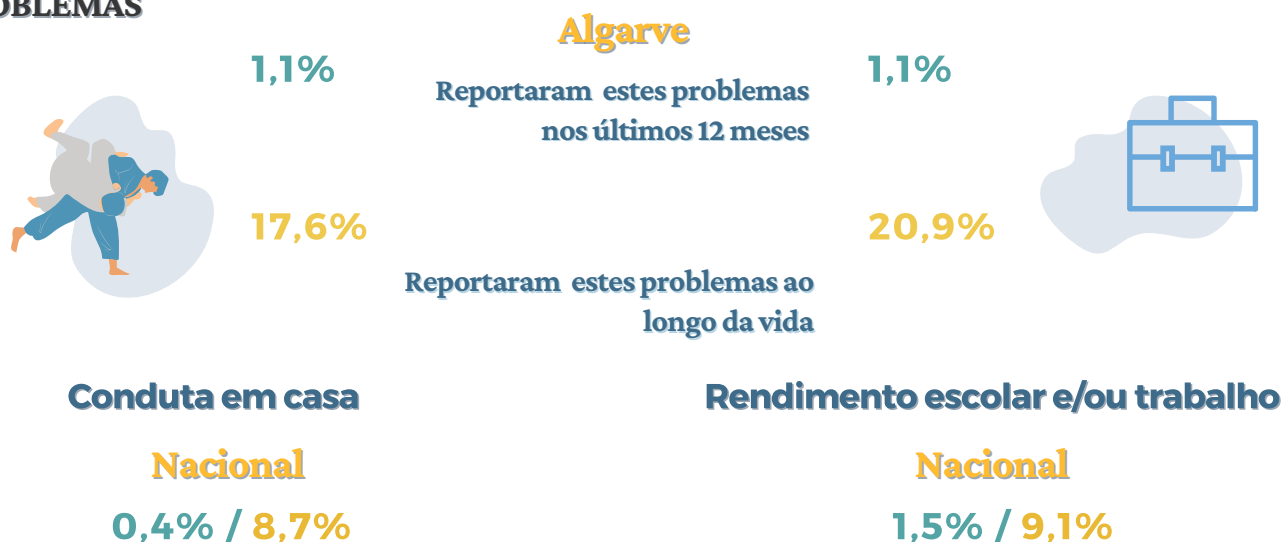 Algarve
1,1%
Reportaram estes problemas
nos últimos 12 meses
1,1%
17,6%
20,9%
Reportaram estes problemas ao
longo da vida
Conduta em casa
Rendimento escolar e/ou trabalho
Nacional
Nacional
0,4% / 8,7%
1,5% / 9,1%